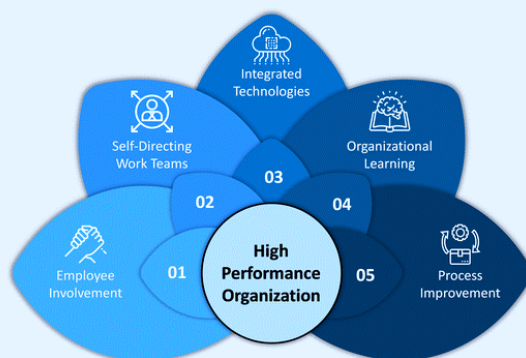 Integrated
Technologies
Self-Directing
Work Teams
Organizational
Learning
03
02
04
Employee
Involvement
01
High
Performance
Organization
05
Process
Improvement